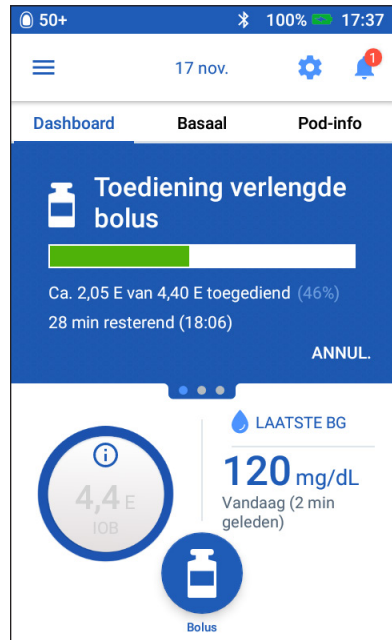 50+ 100% 17:37
17 nov. 1
Dashboard Basaal Pod-info
Toediening verlengde
bolus
Ca. 2,05 E van 4,40 E toegediend (46%)
28 min resterend (18:06)
ANNUL.
LAATSTE BG
120 mg/dL
Vandaag (2 min
geleden)
4,4 E
IOB
Bolus